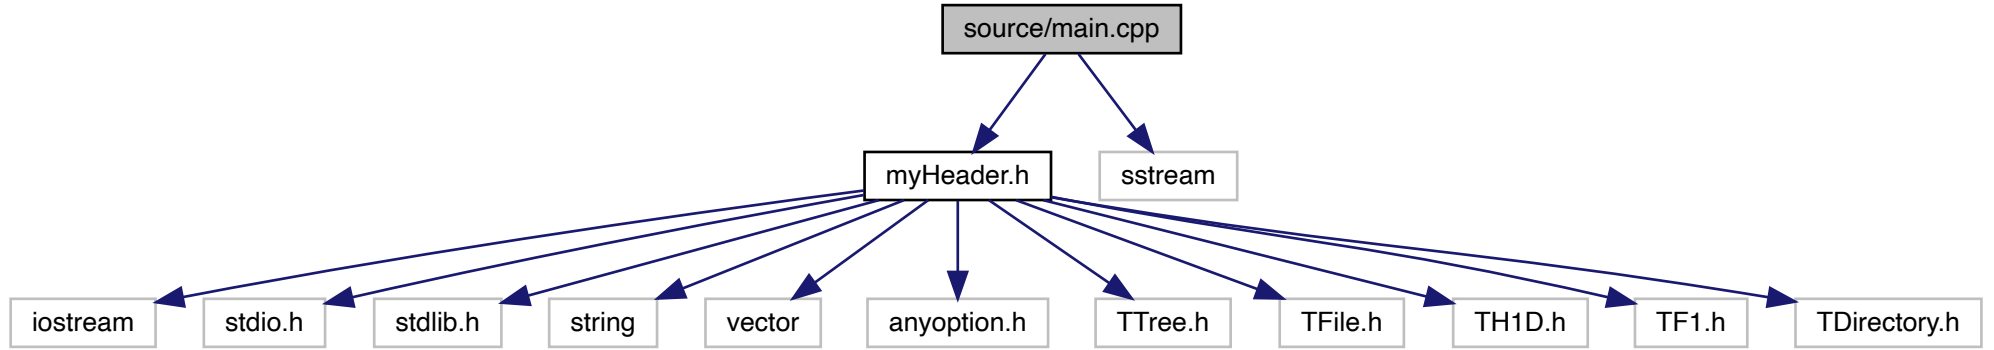 source/main.cpp
myHeader.h
sstream
iostream
stdio.h
stdlib.h
string
vector
anyoption.h
TTree.h
TFile.h
TH1D.h
TF1.h
TDirectory.h